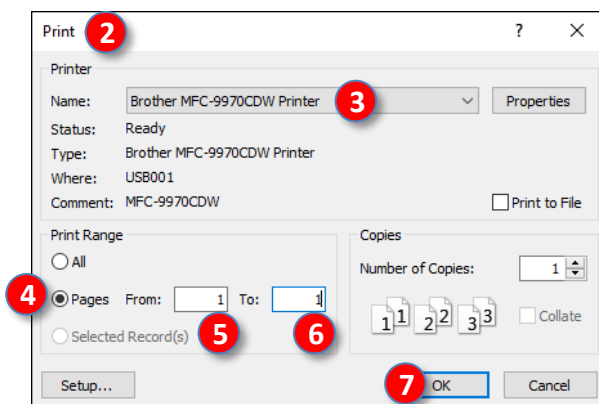 Print 2 ? ×
Printer
Name: Brother MFC-9970CDW Printer 3 Properties
Status: Ready
Type: Brother MFC-9970CDW Printer
Where: USB001
Comment: MFC-9970CDW Print to File
Print Range
All
4 Pages From: 1 To: 1
5 6
Selected Record(s)
Copies
Number of Copies: 1
1 1 2 2 3 3 Collate
Setup... 7 OK Cancel